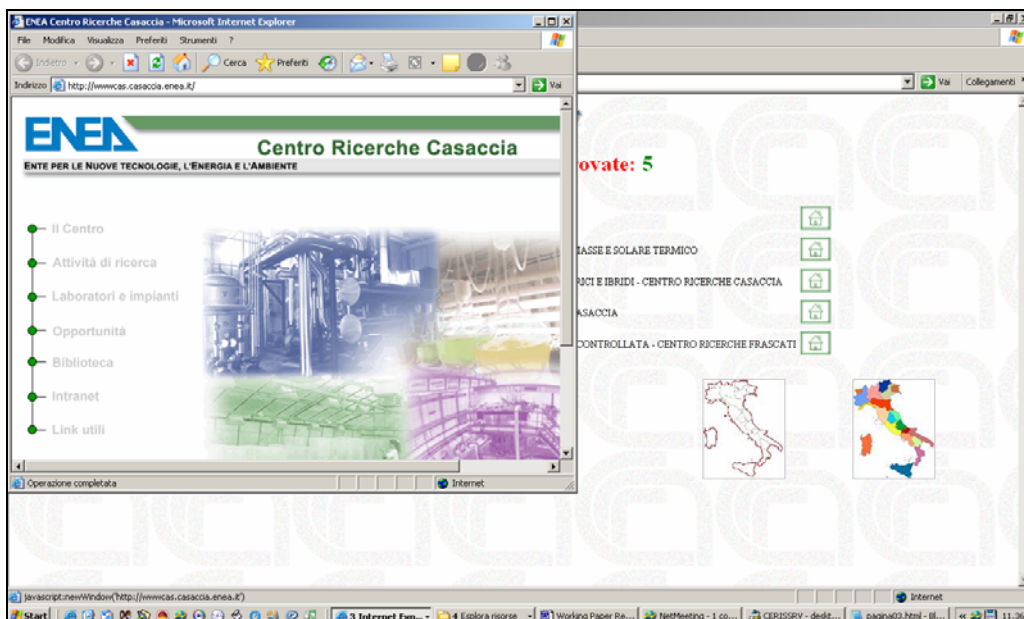 ENEA Centro Ricerche Casaccia - Microsoft Internet Explorer
File Modifica Visualizza Preferiti Strumenti ?
Indietro Cerca Preferiti
Indirizzo http://wwwcas.casaccia.enea.it/ Vai
Vai Collegamenti
ENEA
Centro Ricerche Casaccia
ENTE PER LE NUOVE TECNOLOGIE, L'ENERGIA E L'AMBIENTE
ovate: 5
Il Centro
Attività di ricerca
Laboratori e impianti
Opportunità
Biblioteca
Intranet
Link utili
IASSE E SOLARE TERMICO
RICI E IBRIDI - CENTRO RICERCHE CASACCIA
ASACCIA
CONTROLLATA - CENTRO RICERCHE FRASCATI
Operazione completata Internet
javascript:newWindow('http://wwwcas.casaccia.enea.it') Internet
Start 3 Internet Exp... 4 Esplora risorse Working Paper Re... NetMeeting - 1 co... CERISSRV - deskt... pagina02.html - Bl... « 11.36